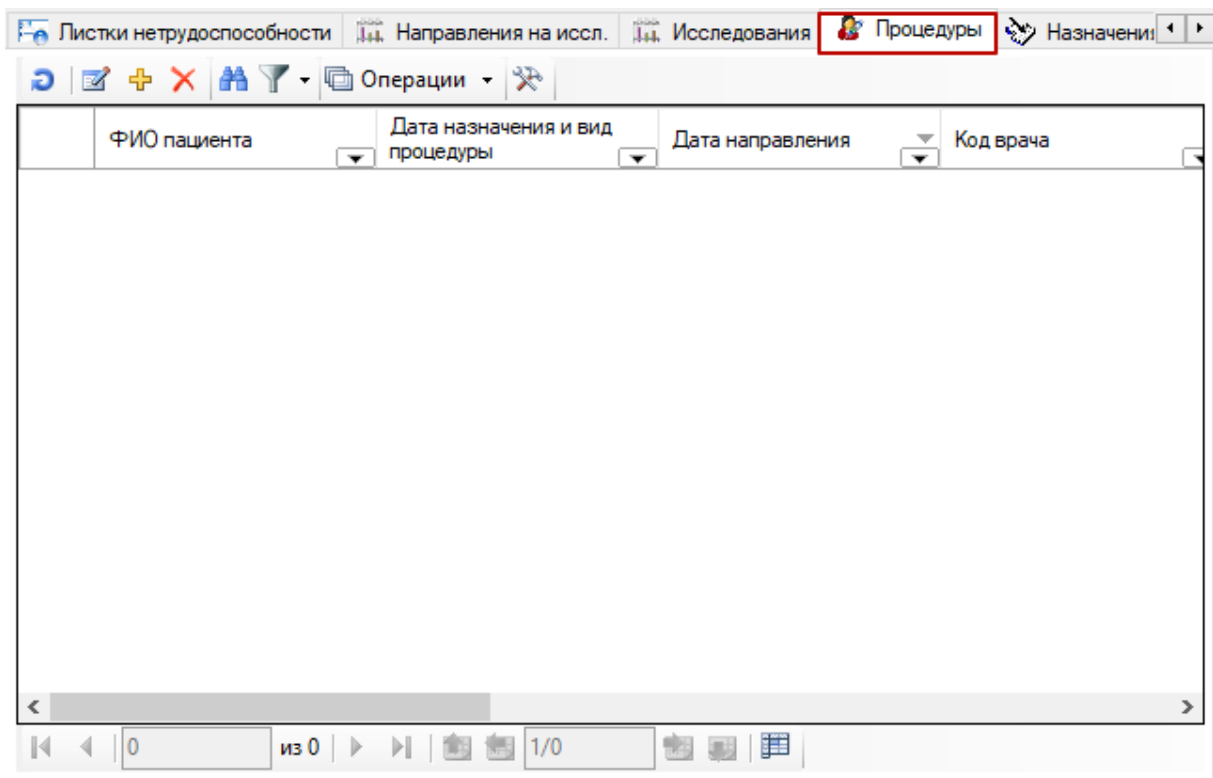 Листки нетрудоспособности Направления на иссл. Исследования Процедуры Назначени
Операции
ФИО пациента Дата назначения и вид процедуры Дата направления Код врача
0 из 0 1/0